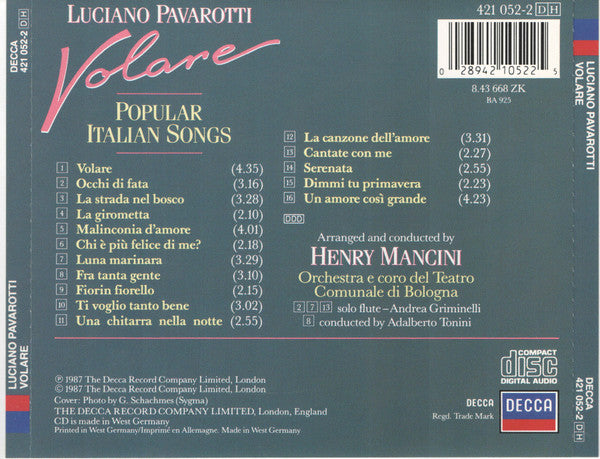 DECCA
421 052-2 DH
LUCIANO PAVAROTTI
VOLARE
LUCIANO PAVAROTTI
Volare
POPULAR
ITALIAN SONGS
1 Volare (4.35)
2 Occhi di fata (3.16)
3 La strada nel bosco (3.28)
4 La girometta (2.10)
5 Malinconia d'amore (4.01)
6 Chi è più felice di me? (2.18)
7 Luna marinara (3.29)
8 Fra tanta gente (3.10)
9 Fiorin fiorello (2.15)
10 Ti voglio tanto bene (3.02)
11 Una chitarra nella notte (2.55)
421 052-2 DH
0 28942 10522 5
8.43 668 ZK
BA 925
12 La canzone dell'amore (3.31)
13 Cantate con me (2.27)
14 Serenata (2.55)
15 Dimmi tu primavera (2.23)
16 Un amore così grande (4.23)
DDD
Arranged and conducted by
HENRY MANCINI
Orchestra e coro del Teatro
Comunale di Bologna
2 7 13 solo flute–Andrea Griminelli
8 conducted by Adalberto Tonini
℗ 1987 The Decca Record Company Limited, London
© 1987 The Decca Record Company Limited, London
Cover: Photo by G. Schachmes (Sygma)
THE DECCA RECORD COMPANY LIMITED, London, England
CD is made in West Germany
Printed in West Germany/Imprimé en Allemagne. Made in West Germany
COMPACT
disc
DIGITAL AUDIO
DECCA
Regd. Trade Mark
DECCA
LUCIANO PAVAROTTI
VOLARE
DECCA
421 052-2 DH